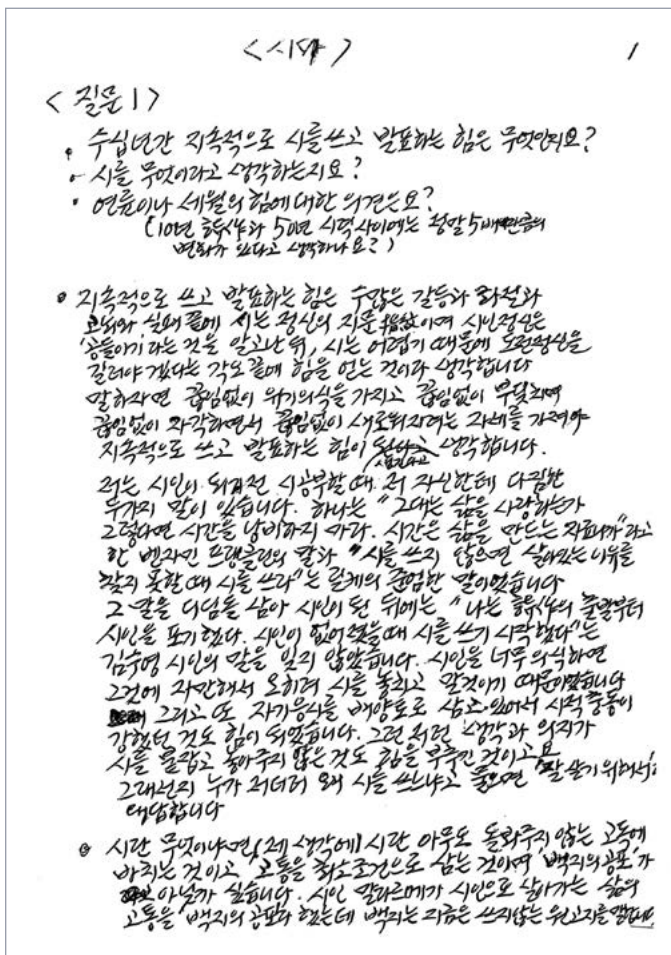 <시다> 1
<질문1>
• 수십년간 지속적으로 시를 쓰고 발표하는 힘은 무엇인지요?
• 시를 무엇이라고 생각하는지요?
• 연륜이나 세월의 힘에 대한 의견은요?
(10년 습작과 50년 시력사이에는 정말 5배만큼의
변화가 있다고 생각하나요?)
• 지속적으로 쓰고 발표하는 힘은 수많은 갈등과 좌절과
고뇌와 실패 끝에 시는 정신의 지문 이며 시인정신은
'공들이기'라는 것을 알고난 뒤, 시는 어렵기 때문에 도전정신을
길러야 겠다는 각오 끝에 힘을 얻는 것이라 생각합니다
말하자면 끊임없이 위기의식을 가지고 끊임없이 부딪치며
끊임없이 자각하면서 끊임없이 새로워지려는 자세를 가져야
지속적으로 쓰고 발표하는 힘이 생긴다고 생각합니다.
저는 시인이 되기전 시공부할 때 저 자신한테 다짐한
두가지 말이 있습니다. 하나는 "그대는 삶을 사랑하는가
그렇다면 시간을 낭비하지 마라. 시간은 삶을 만드는 재료니까"라고
한 벤자민 프랭클린의 말과 "시를 쓰지 않으면 살아있는 이유를
찾지 못할 때 시를 쓰라"는 릴케의 준엄한 말이었습니다
그 말을 다짐을 삼아 시인이 된 뒤에는 "나는 의 출발부터
시인을 포기했다. 시인이 없어졌을때 시를 쓰기 시작했다"는
김수영 시인의 말을 잊지 않았습니다. 시인을 너무 의식하면
그것에 자만해서 오히려 시를 놓치고 말것이기 때문이었습니다
그리고 또 자기응시를 배양토로 삼고 있어서 시적 충동이
강했던 것도 힘이 되었습니다. 그런 저런 생각과 의지가
시를 붙잡고 놓아주지 않은 것도 힘을 부추긴 것이고요
그래선지 누가 저더러 왜 시를 쓰느냐고 물으면 '잘 살기 위해서'라
대답합니다
• 시란 무엇이냐면 (제 생각에) 시란 아무도 돌봐주지 않는 고독에
바치는 것이고 고통을 최소조건으로 삼는 것이며 '백지의 공포'가
아닐까 싶습니다. 시인 말라르메가 시인으로 살아가는 삶의
고통을 '백지의 공포'라 했는데 백지는 지금은 쓰지않는 원고지를